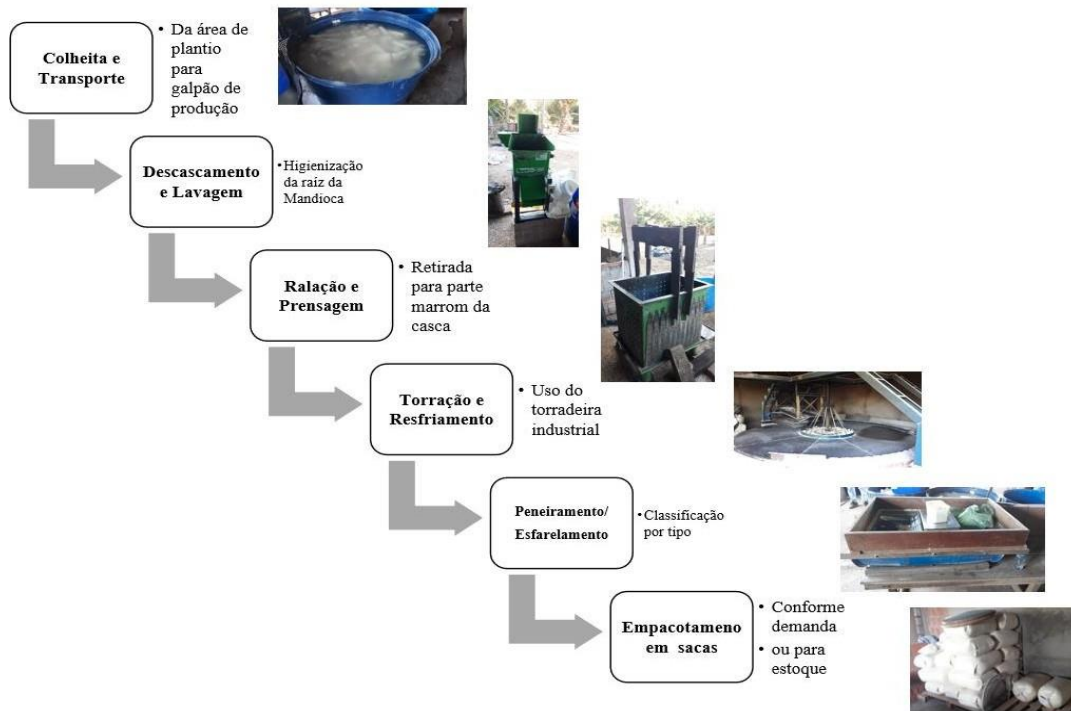 Colheita e
Transporte
• Da área de
plantio
para
galpão de
produção
Descascamento
e Lavagem
•Higienização
da raíz da
Mandioca
Ralação e
Prensagem
• Retirada
para parte
marrom da
casca
Torração e
Resfriamento
• Uso do
torradeira
industrial
Peneiramento/
Esfarelamento
•Classificação
por tipo
Empacotameno
em sacas
• Conforme
demanda
• ou para
estoque